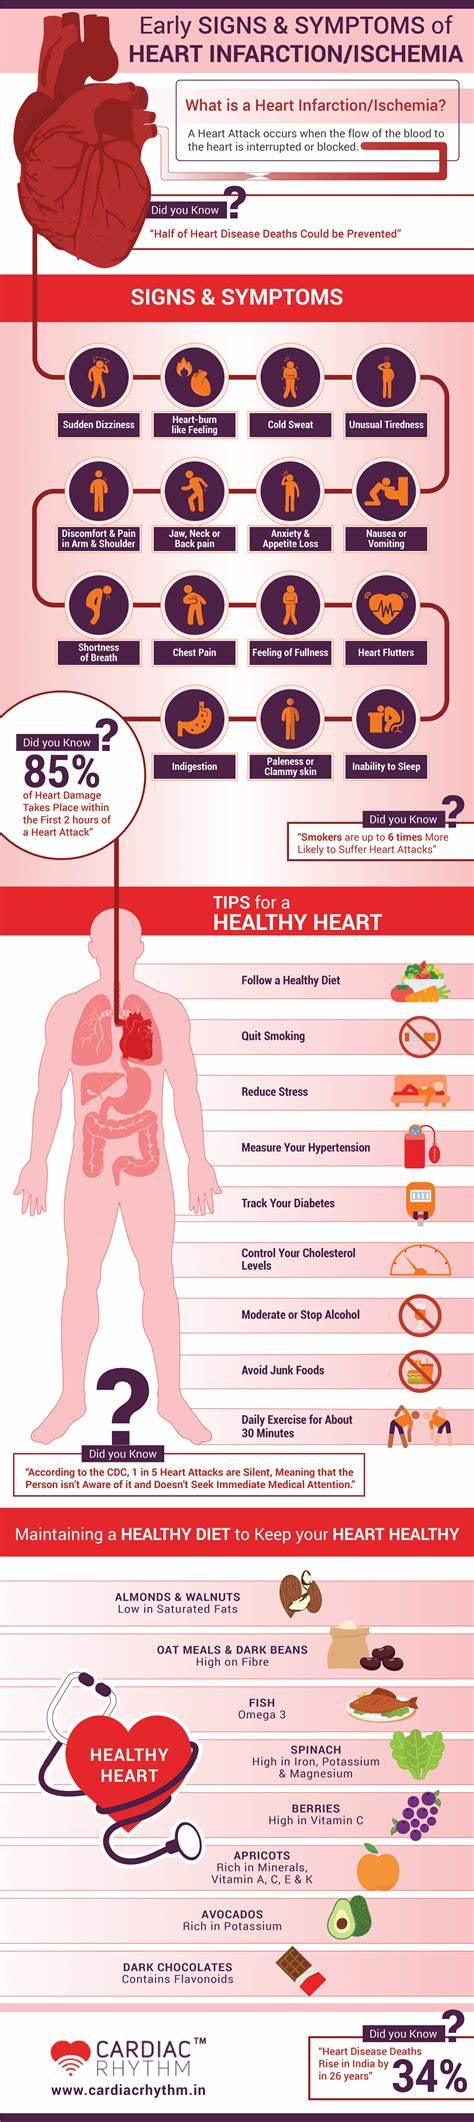 Early SIGNS & SYMPTOMS of
HEART INFARCTION/ISCHEMIA
What is a Heart Infarction/Ischemia?
A Heart Attack occurs when the flow of the blood to
the heart is interrupted or blocked.
Did you Know ?
“Half of Heart Disease Deaths Could be Prevented”
SIGNS & SYMPTOMS
Sudden Dizziness
Heart-burn
like Feeling
Cold Sweat
Unusual Tiredness
Discomfort & Pain
in Arm & Shoulder
Jaw, Neck or
Back pain
Anxiety &
Appetite Loss
Nausea or
Vomiting
Shortness
of Breath
Chest Pain
Feeling of Fullness
Heart Flutters
Indigestion
Paleness or
Clammy skin
Inability to Sleep
Did you Know ?
85%
of Heart Damage
Takes Place within
the First 2 hours of
a Heart Attack”
Did you Know ?
“Smokers are up to 6 times More
Likely to Suffer Heart Attacks”
TIPS for a
HEALTHY HEART
Follow a Healthy Diet
Quit Smoking
Reduce Stress
Measure Your Hypertension
Track Your Diabetes
Control Your Cholesterol
Levels
Moderate or Stop Alcohol
Avoid Junk Foods
Daily Exercise for About
30 Minutes
?
Did you Know
“According to the CDC, 1 in 5 Heart Attacks are Silent, Meaning that the
Person isn’t Aware of it and Doesn’t Seek Immediate Medical Attention.”
Maintaining a HEALTHY DIET to Keep your HEART HEALTHY
ALMONDS & WALNUTS
Low in Saturated Fats
OAT MEALS & DARK BEANS
High on Fibre
FISH
Omega 3
SPINACH
High in Iron, Potassium
& Magnesium
HEALTHY
HEART
BERRIES
High in Vitamin C
APRICOTS
Rich in Minerals,
Vitamin A, C, E & K
AVOCADOS
Rich in Potassium
DARK CHOCOLATES
Contains Flavonoids
CARDIAC™
RHYTHM
www.cardiacrhythm.in
Did you Know ?
“Heart Disease Deaths
Rise in India by
in 26 years”
34%